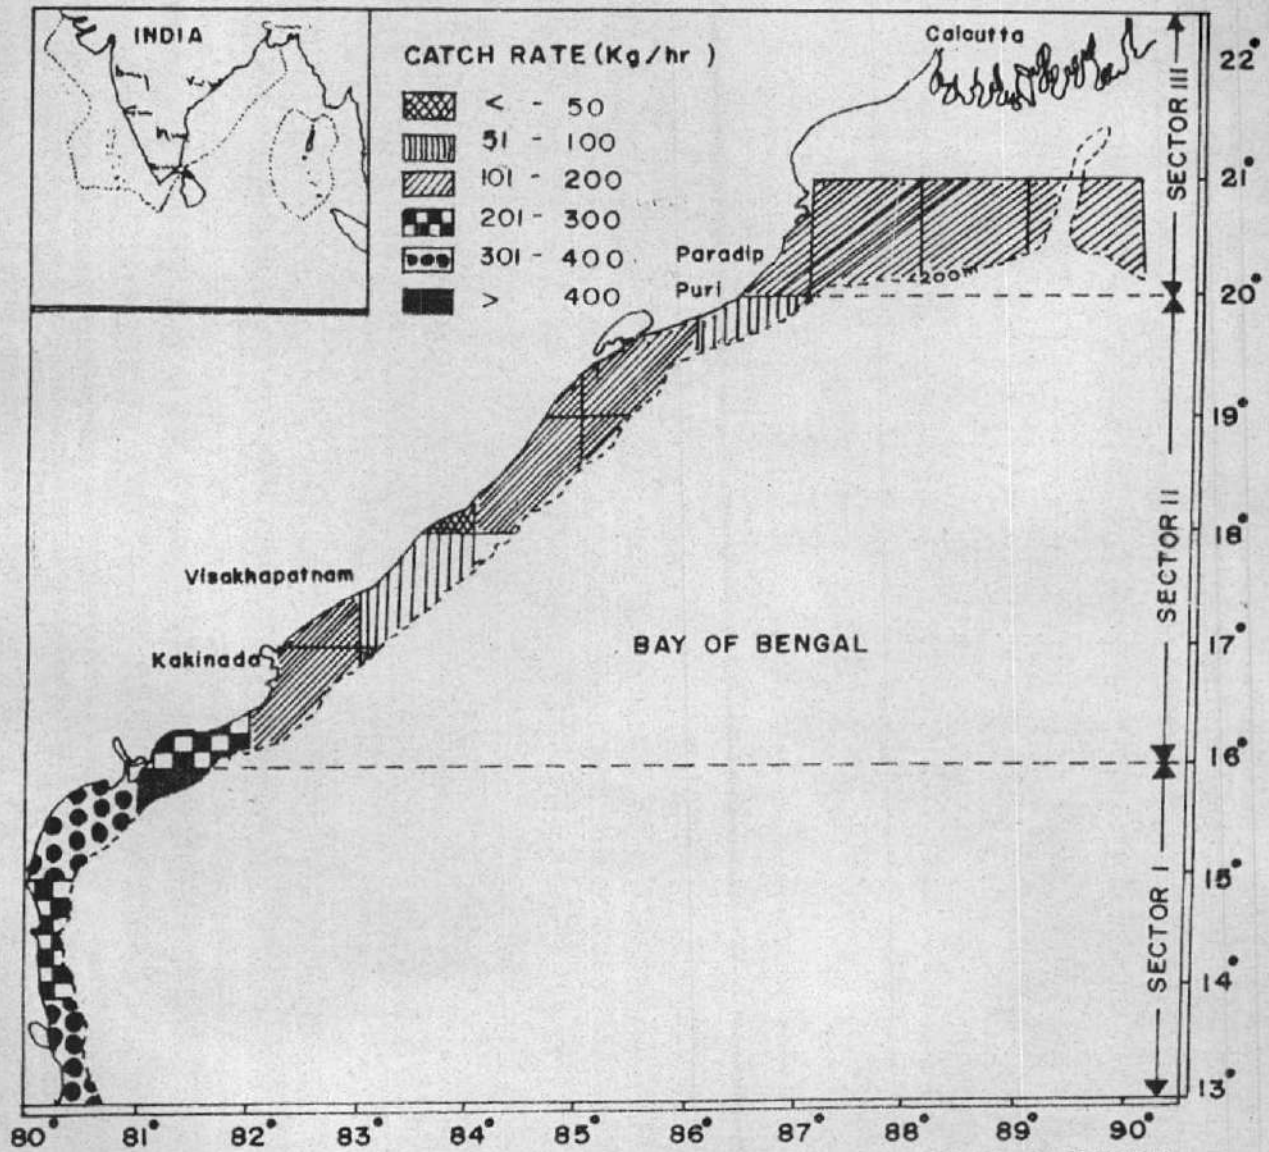 INDIA
CATCH RATE (Kg/hr)
< - 50
51 - 100
101 - 200
201 - 300
301 - 400
> 400
Calcutta
Paradip
Puri
200m
Visakhapatnam
Kakinada
BAY OF BENGAL
SECTOR III
SECTOR II
SECTOR I
22°
21°
20°
19°
18°
17°
16°
15°
14°
13°
80° 81° 82° 83° 84° 85° 86° 87° 88° 89° 90°